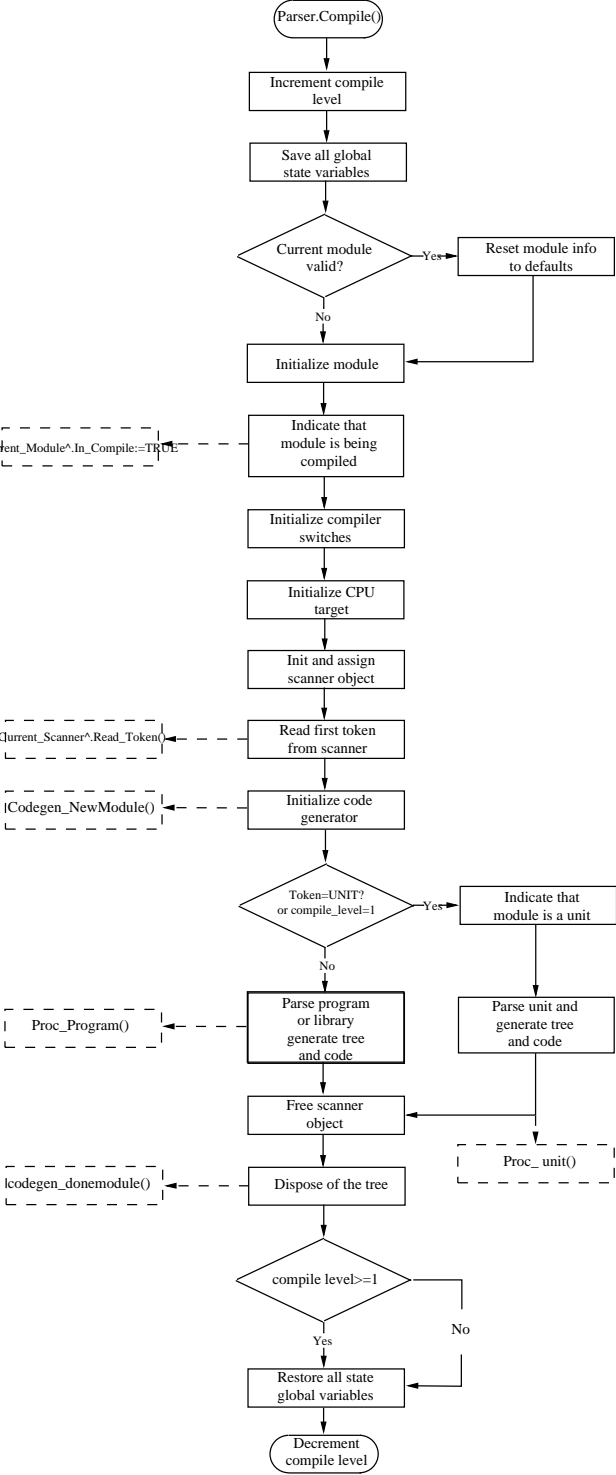 Parser.Compile()
Increment compile
level
Save all global
state variables
Current module
valid?
Yes
Reset module info
to defaults
No
Initialize module
Indicate that
module is being
compiled
rent_Module^.In_Compile:=TRUE
Initialize compiler
switches
Initialize CPU
target
Init and assign
scanner object
Read first token
from scanner
Current_Scanner^.Read_Token()
Initialize code
generator
Codegen_NewModule()
Token=UNIT?
or compile_level=1
Yes
Indicate that
module is a unit
No
Parse program
or library
generate tree
and code
Proc_Program()
Parse unit and
generate tree
and code
Free scanner
object
Proc_ unit()
Dispose of the tree
codegen_donemodule()
compile level>=1
No
Yes
Restore all state
global variables
Decrement
compile level